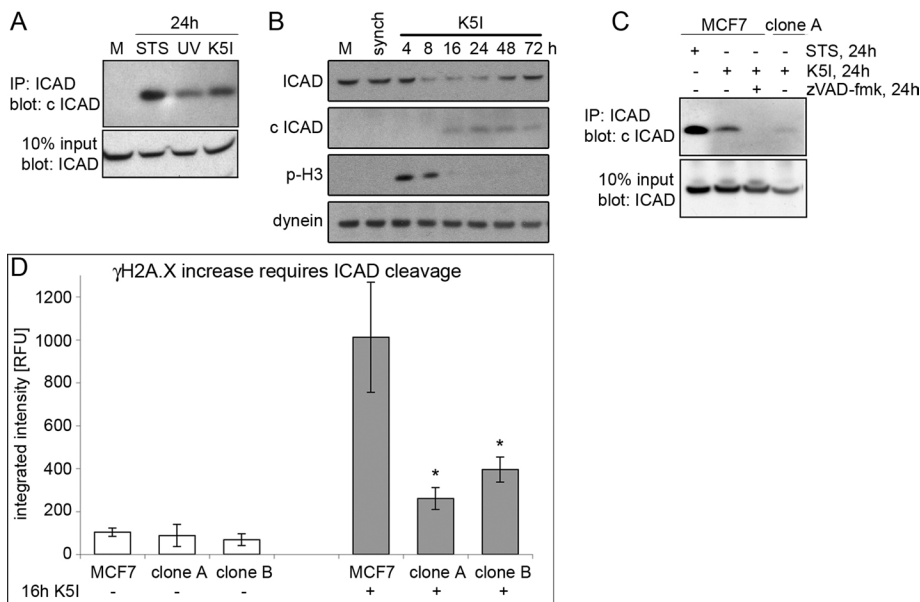 A
24h
M STS UV K5I
IP: ICAD
blot: c ICAD
10% input
blot: ICAD
B
K5I
M synch 4 8 16 24 48 72 h
ICAD
c ICAD
p-H3
dynein
C
MCF7 clone A
+ - - - STS, 24h
- + + + K5I, 24h
- - + - zVAD-fmk, 24h
IP: ICAD
blot: c ICAD
10% input
blot: ICAD
D
γH2A.X increase requires ICAD cleavage
integrated intensity [RFU]
1200
1000
800
600
400
200
0
* *
MCF7 clone A clone B MCF7 clone A clone B
16h K5I - - - + + +